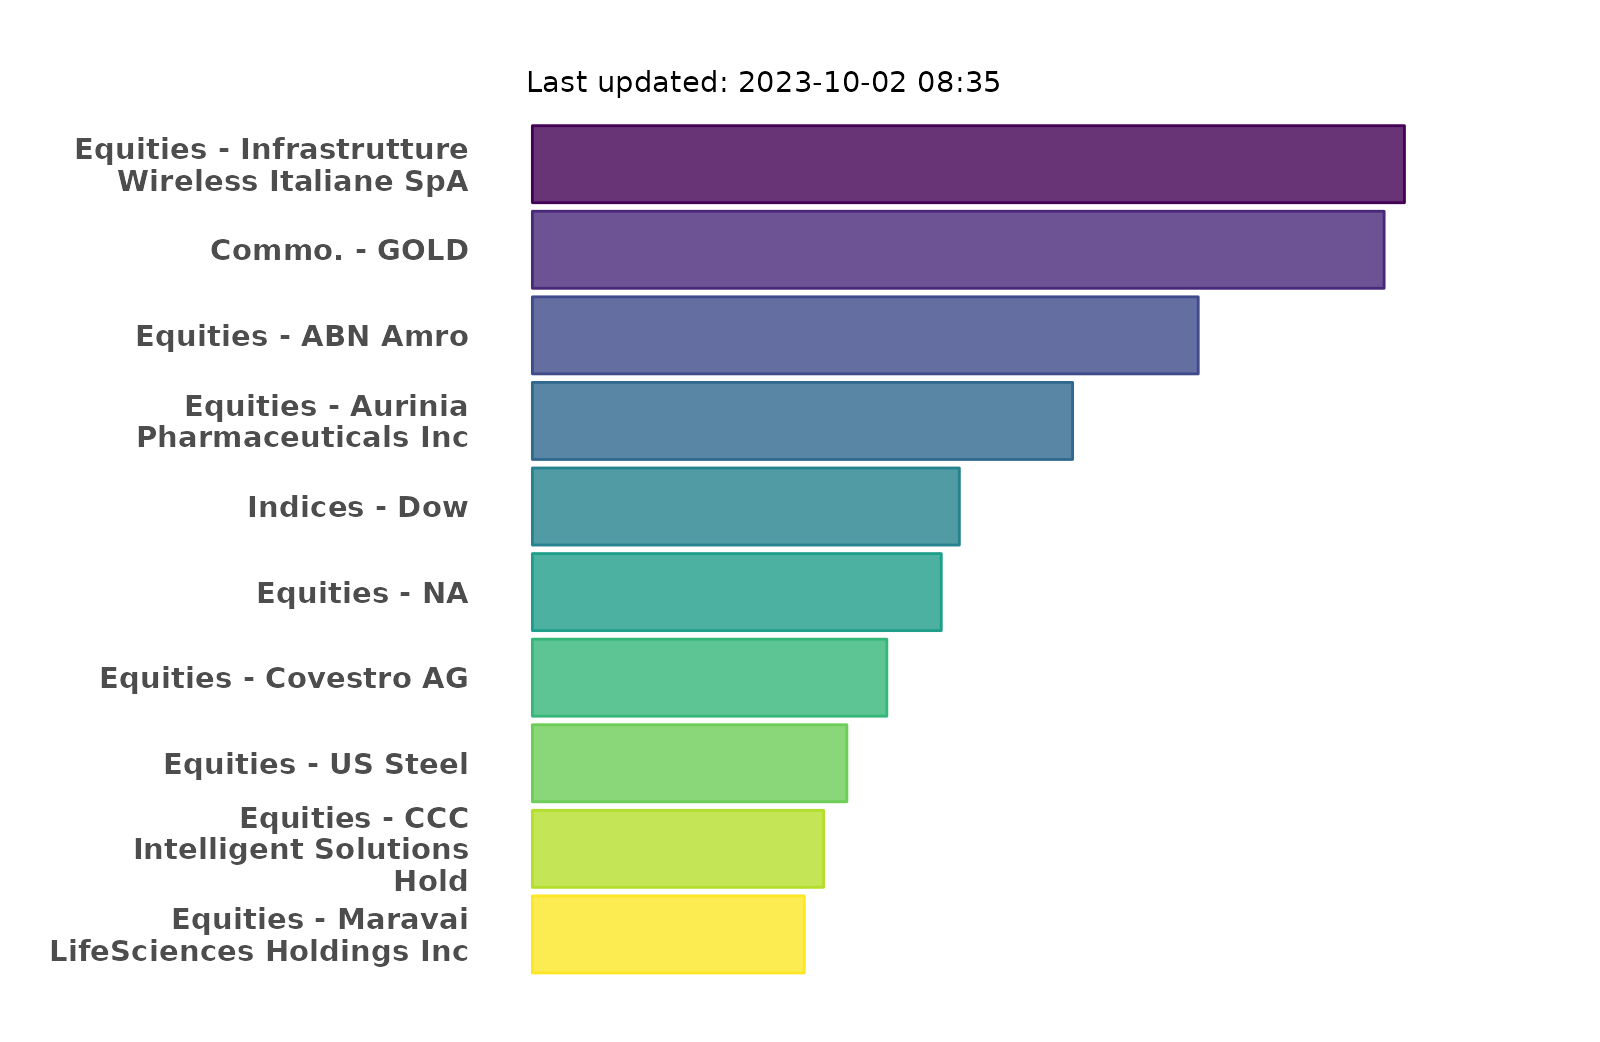 Last updated: 2023-10-02 08:35
Equities - Infrastrutture
Wireless Italiane SpA
Commo. - GOLD
Equities - ABN Amro
Equities - Aurinia
Pharmaceuticals Inc
Indices - Dow
Equities - NA
Equities - Covestro AG
Equities - US Steel
Equities - CCC
Intelligent Solutions
Hold
Equities - Maravai
LifeSciences Holdings Inc